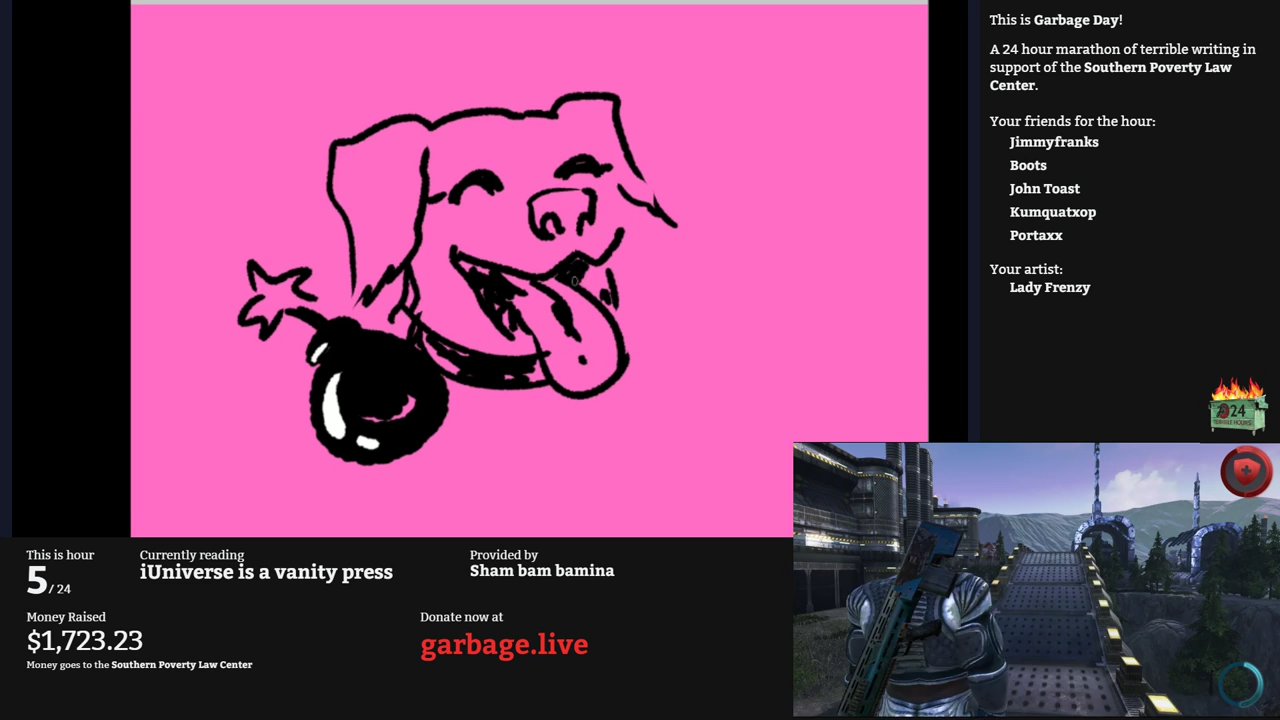 This is Garbage Day!
A 24 hour marathon of terrible writing in
support of the Southern Poverty Law
Center.
Your friends for the hour:
Jimmyfranks
Boots
John Toast
Kumquatxop
Portaxx
Your artist:
Lady Frenzy
24
TERRIBLE HOURS
This is hour
5 / 24
Currently reading
iUniverse is a vanity press
Provided by
Sham bam bamina
Money Raised
$1,723.23
Money goes to the Southern Poverty Law Center
Donate now at
garbage.live